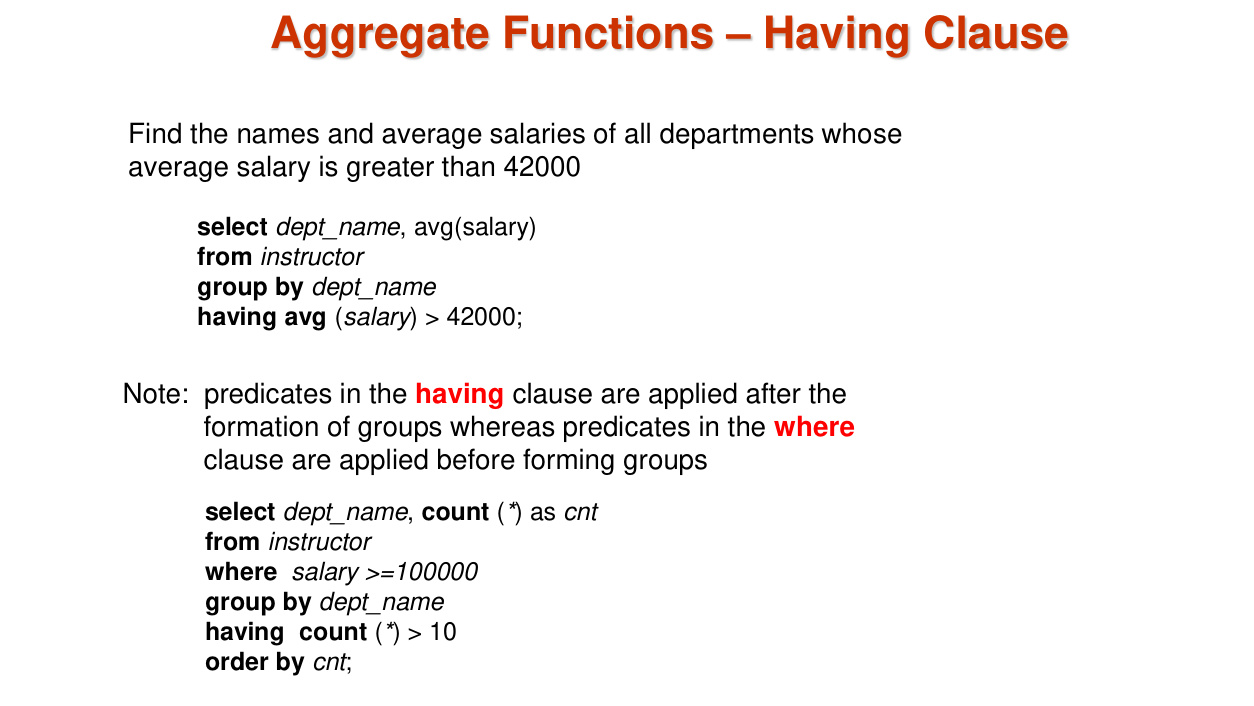 Aggregate Functions – Having Clause
Find the names and average salaries of all departments whose
average salary is greater than 42000
select dept_name, avg(salary)
from instructor
group by dept_name
having avg (salary) > 42000;
Note: predicates in the having clause are applied after the
formation of groups whereas predicates in the where
clause are applied before forming groups
select dept_name, count (*) as cnt
from instructor
where salary >=100000
group by dept_name
having count (*) > 10
order by cnt;